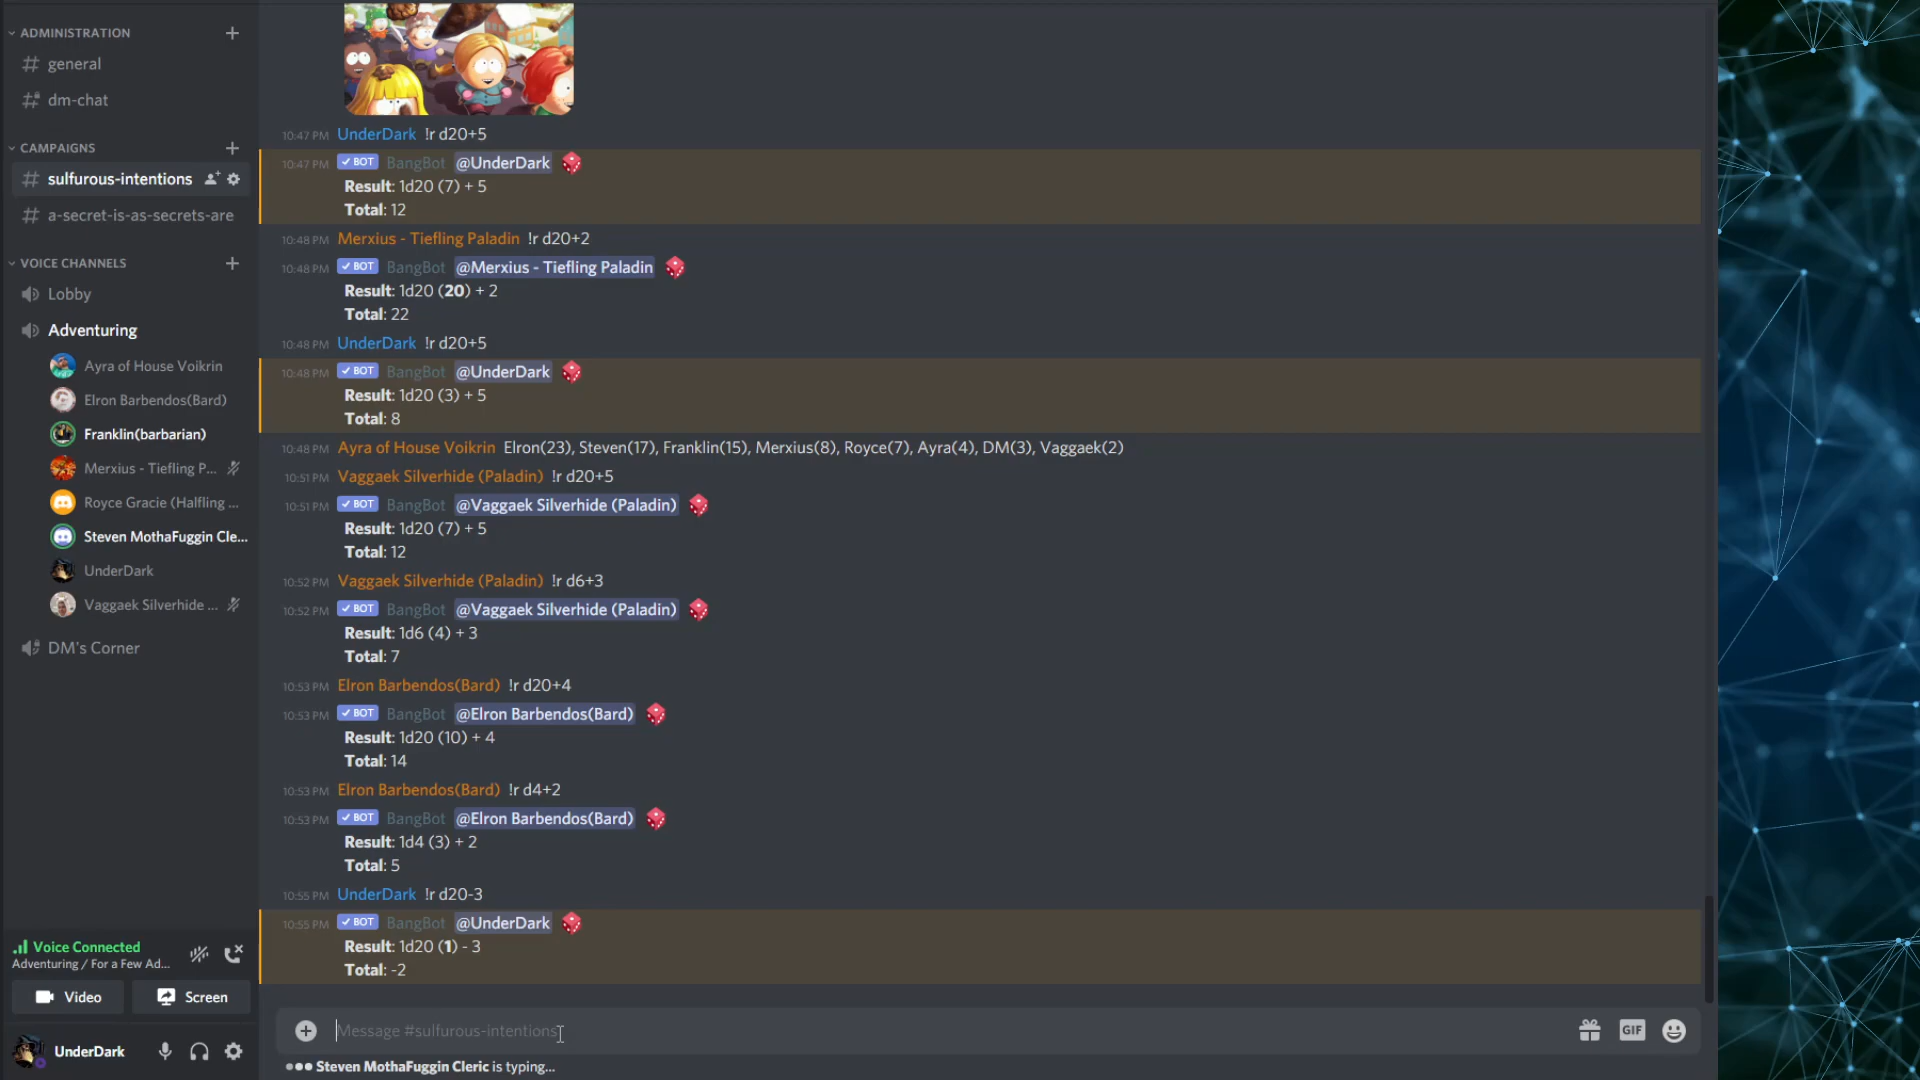 ADMINISTRATION
general
dm-chat
CAMPAIGNS
sulfurous-intentions
a-secret-is-as-secrets-are
VOICE CHANNELS
Lobby
Adventuring
Ayra of House Voikrin
Elron Barbendos(Bard)
Franklin(barbarian)
Merxius - Tiefling P...
Royce Gracie (Halfling ...
Steven MothaFuggin Cle...
UnderDark
Vaggaek Silverhide ...
DM's Corner
Voice Connected
Adventuring / For a Few Ad...
Video Screen
UnderDark
10:47 PM UnderDark !r d20+5
10:47 PM BOT BangBot @UnderDark
Result: 1d20 (7) + 5
Total: 12
10:48 PM Merxius - Tiefling Paladin !r d20+2
10:48 PM BOT BangBot @Merxius - Tiefling Paladin
Result: 1d20 (20) + 2
Total: 22
10:48 PM UnderDark !r d20+5
10:48 PM BOT BangBot @UnderDark
Result: 1d20 (3) + 5
Total: 8
10:48 PM Ayra of House Voikrin Elron(23), Steven(17), Franklin(15), Merxius(8), Royce(7), Ayra(4), DM(3), Vaggaek(2)
10:51 PM Vaggaek Silverhide (Paladin) !r d20+5
10:51 PM BOT BangBot @Vaggaek Silverhide (Paladin)
Result: 1d20 (7) + 5
Total: 12
10:52 PM Vaggaek Silverhide (Paladin) !r d6+3
10:52 PM BOT BangBot @Vaggaek Silverhide (Paladin)
Result: 1d6 (4) + 3
Total: 7
10:53 PM Elron Barbendos(Bard) !r d20+4
10:53 PM BOT BangBot @Elron Barbendos(Bard)
Result: 1d20 (10) + 4
Total: 14
10:53 PM Elron Barbendos(Bard) !r d4+2
10:53 PM BOT BangBot @Elron Barbendos(Bard)
Result: 1d4 (3) + 2
Total: 5
10:55 PM UnderDark !r d20-3
10:55 PM BOT BangBot @UnderDark
Result: 1d20 (1) - 3
Total: -2
Message #sulfurous-intentions
GIF
Steven MothaFuggin Cleric is typing...